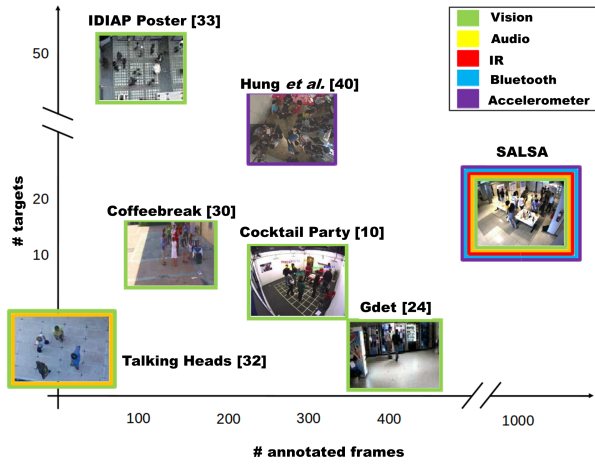 IDIAP Poster [33]
Vision
Audio
IR
Bluetooth
Accelerometer
50
Hung et al. [40]
SALSA
# targets
20
Coffeebreak [30]
Cocktail Party [10]
10
Gdet [24]
Talking Heads [32]
100
200
300
400
1000
# annotated frames